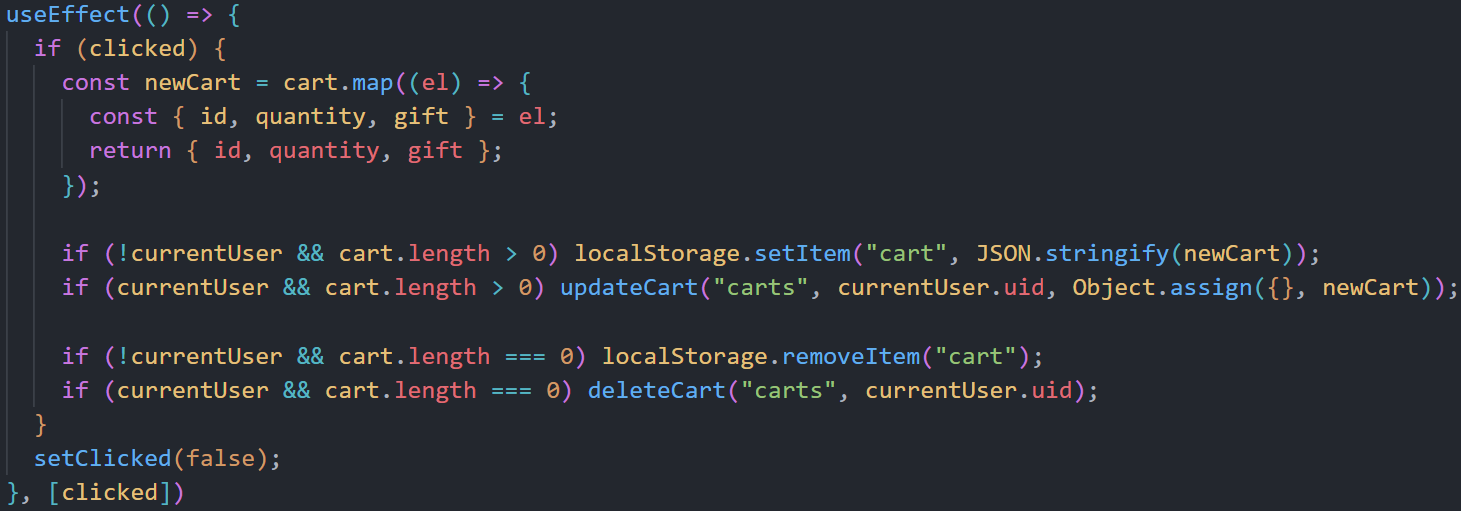 useEffect(() => {
  if (clicked) {
    const newCart = cart.map((el) => {
      const { id, quantity, gift } = el;
      return { id, quantity, gift };
    });

    if (!currentUser && cart.length > 0) localStorage.setItem("cart", JSON.stringify(newCart));
    if (currentUser && cart.length > 0) updateCart("carts", currentUser.uid, Object.assign({}, newCart));

    if (!currentUser && cart.length === 0) localStorage.removeItem("cart");
    if (currentUser && cart.length === 0) deleteCart("carts", currentUser.uid);
  }
  setClicked(false);
}, [clicked])